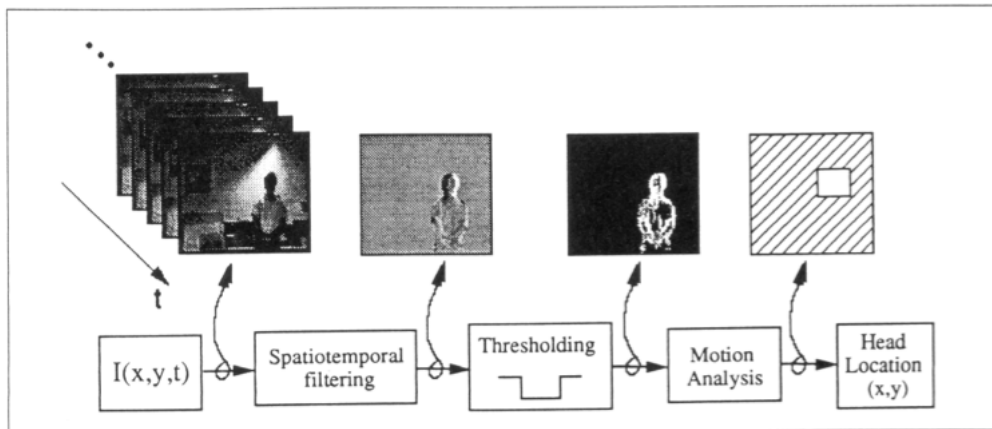 t
I(x,y,t)
Spatiotemporal
filtering
Thresholding
Motion
Analysis
Head
Location
(x,y)